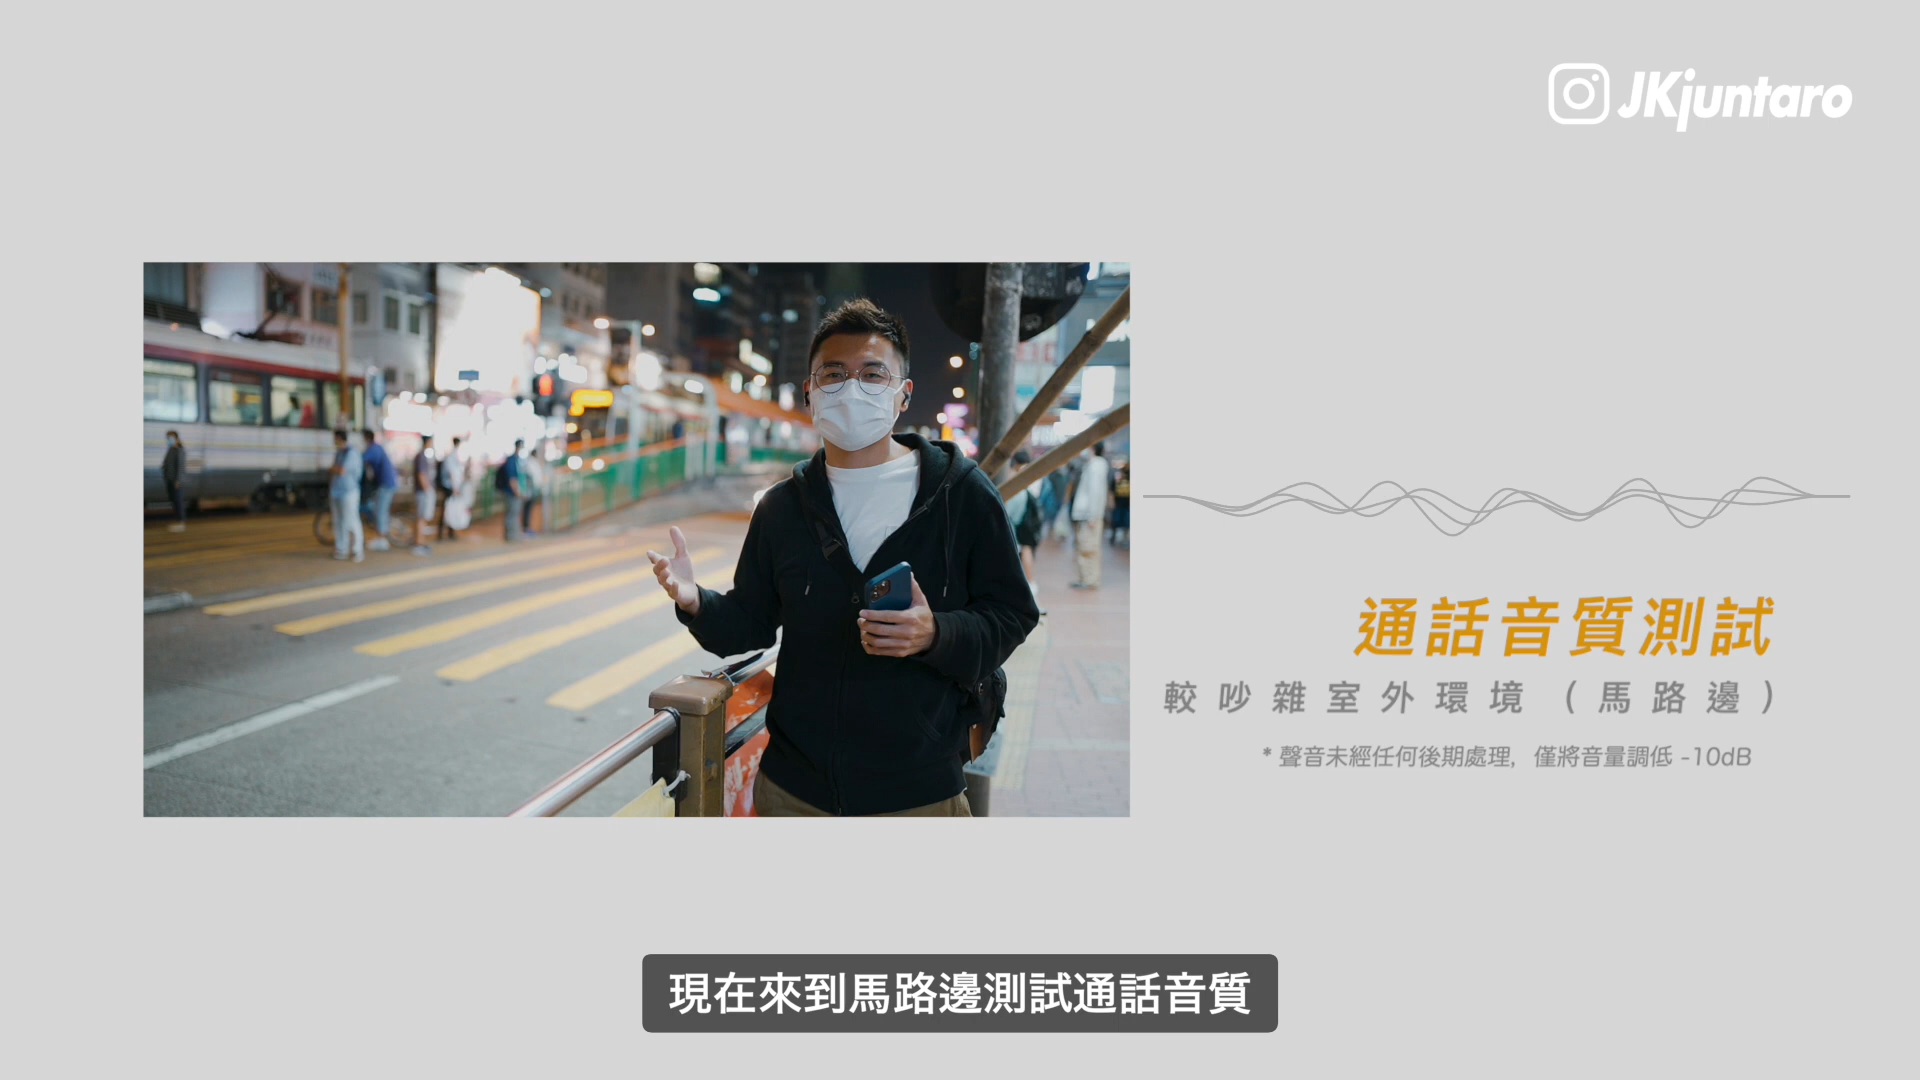 JKjuntaro
通話音質測試
較吵雜室外環境（馬路邊）
* 聲音未經任何後期處理，僅將音量調低 -10dB
現在來到馬路邊測試通話音質